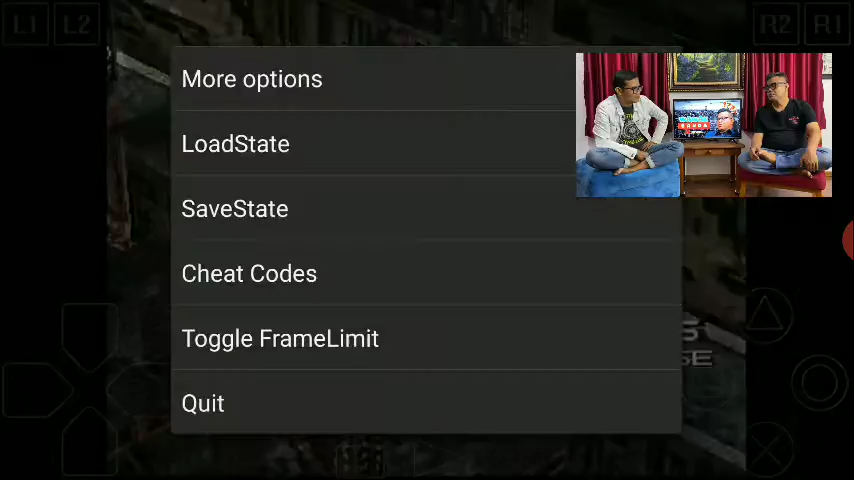 L1 L2
R2 R1
More options
LoadState
SaveState
Cheat Codes
Toggle FrameLimit
Quit